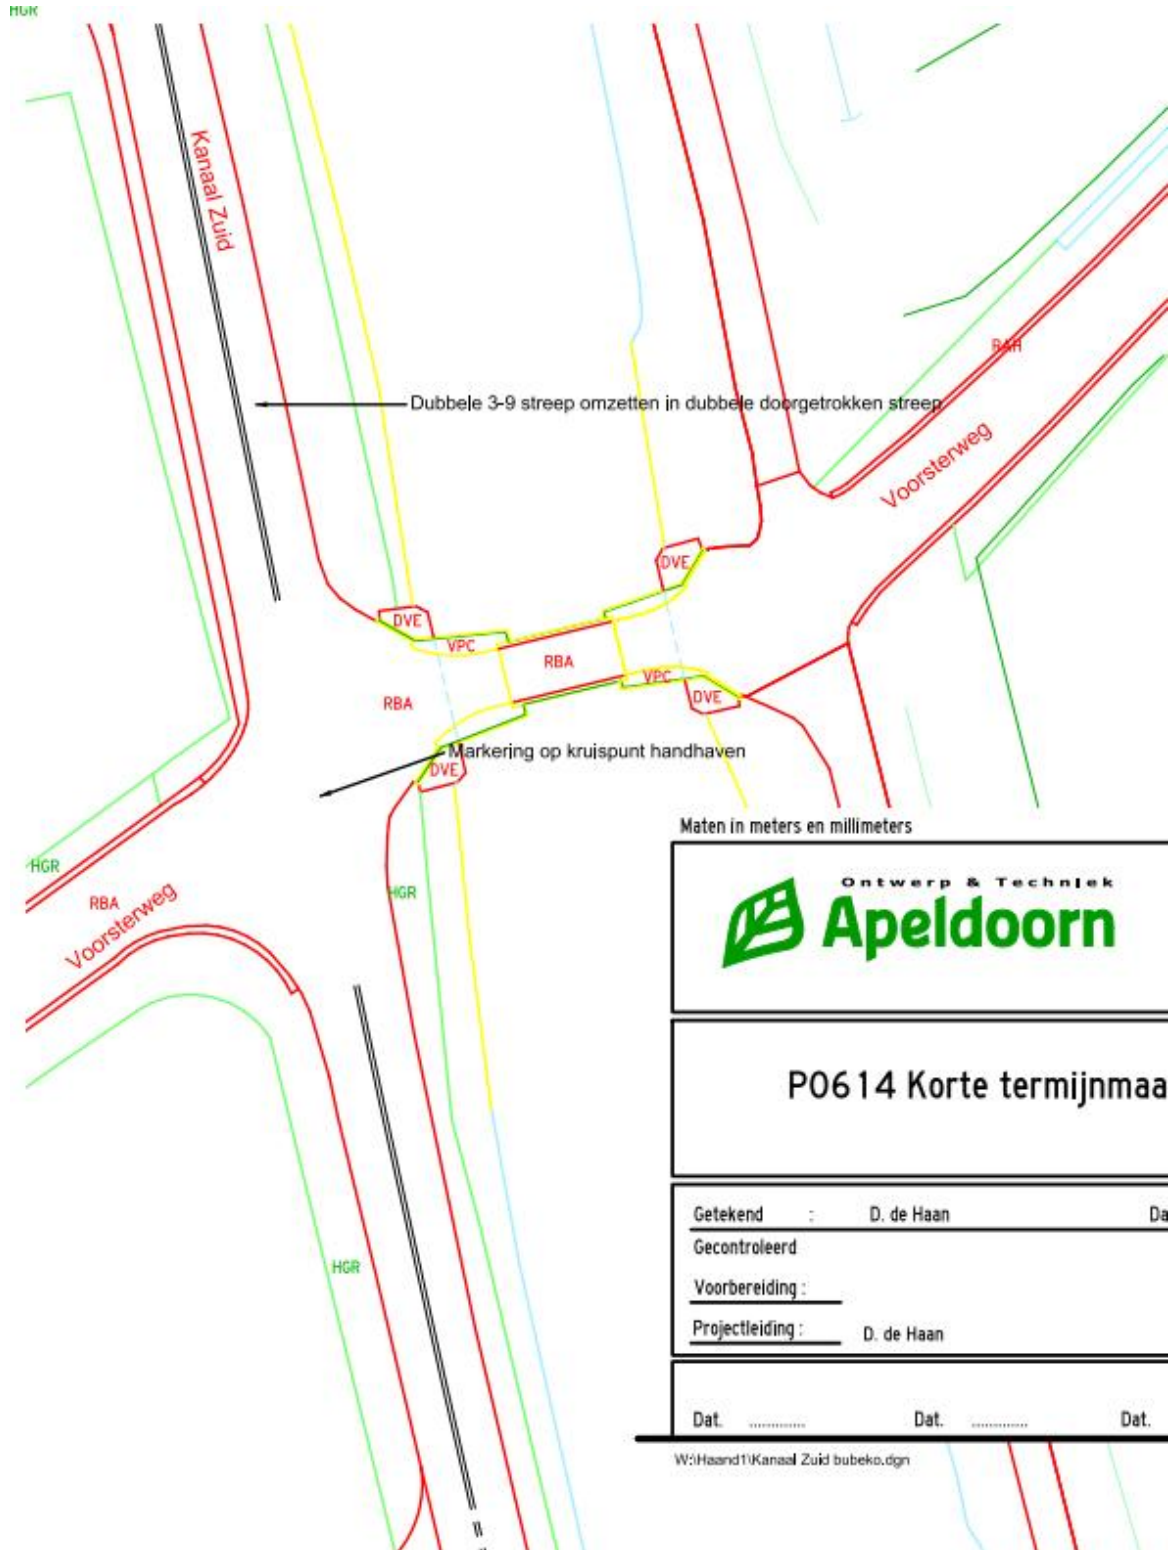 HGR
Kanaal Zuid
RAH
Dubbele 3-9 streep omzetten in dubbele doorgetrokken streep
Voorsterweg
DVE
DVE
VPC
RBA
VPC
DVE
RBA
Markering op kruispunt handhaven
DVE
Maten in meters en millimeters
HGR
RBA
HGR
Voorsterweg
Ontwerp & Techniek
Apeldoorn
P0614 Korte termijnmaa
Getekend : D. de Haan Da
Gecontroleerd
Voorbereiding :
HGR
Projectleiding : D. de Haan
Dat. ............. Dat. ............. Dat.
W:\Haand1\Kanaal Zuid bubeko.dgn